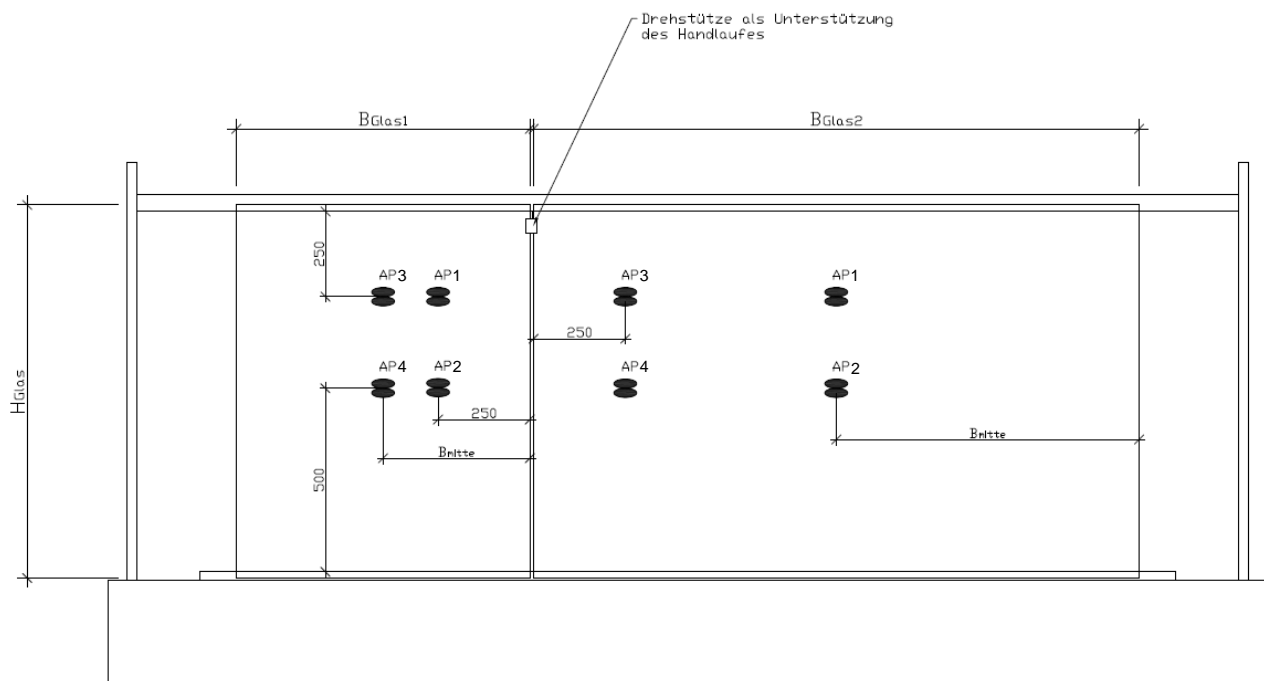 Drehstütze als Unterstützung
des Handlaufes
BGlas1
BGlas2
250
AP3
AP1
AP3
AP1
250
AP4
AP2
AP4
AP2
HGlas
250
Bmitte
Bmitte
500